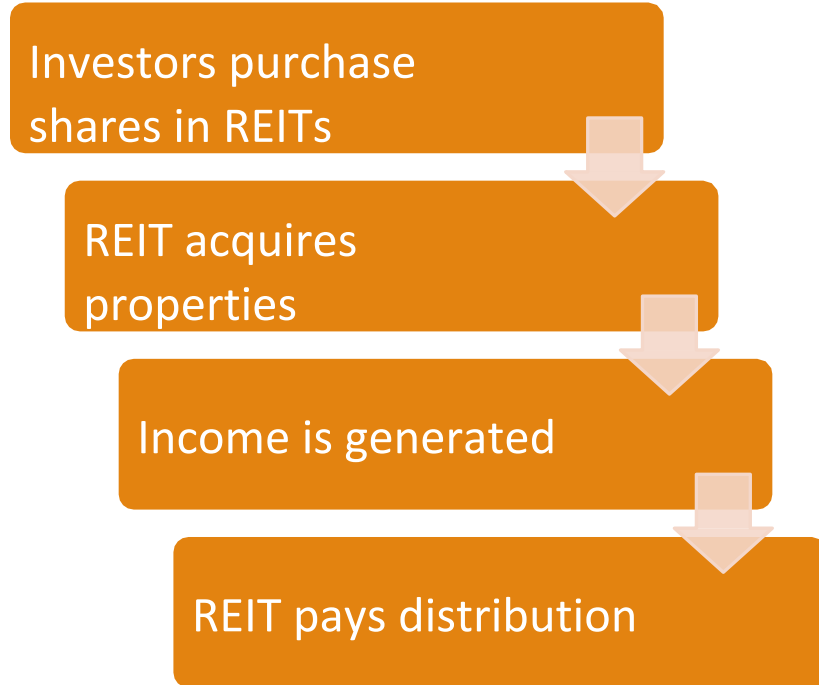 Investors purchase
shares in REITs
REIT acquires
properties
Income is generated
REIT pays distribution